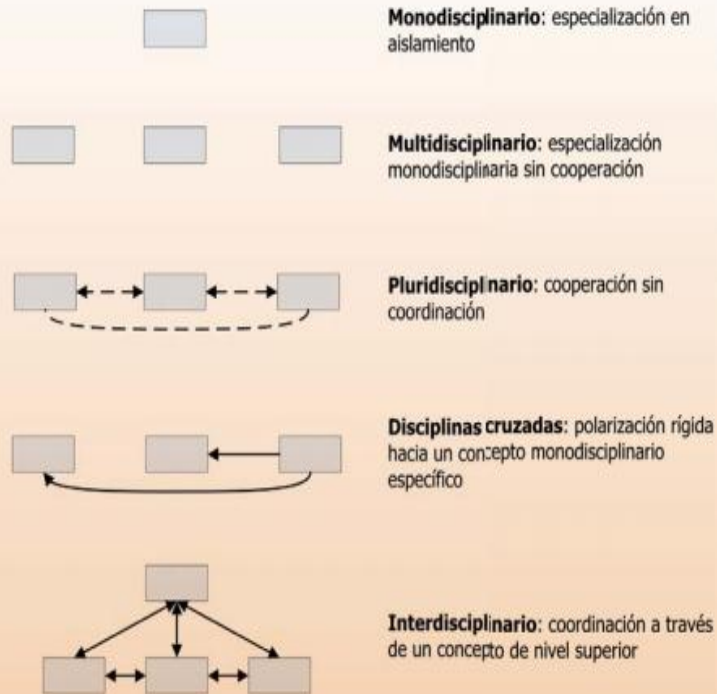 Monodisciplinario: especialización en
aislamiento
Multidisciplinario: especialización
monodisciplinaria sin cooperación
Pluridisciplinario: cooperación sin
coordinación
Disciplinas cruzadas: polarización rígida
hacia un concepto monodisciplinario
específico
Interdisciplinario: coordinación a través
de un concepto de nivel superior